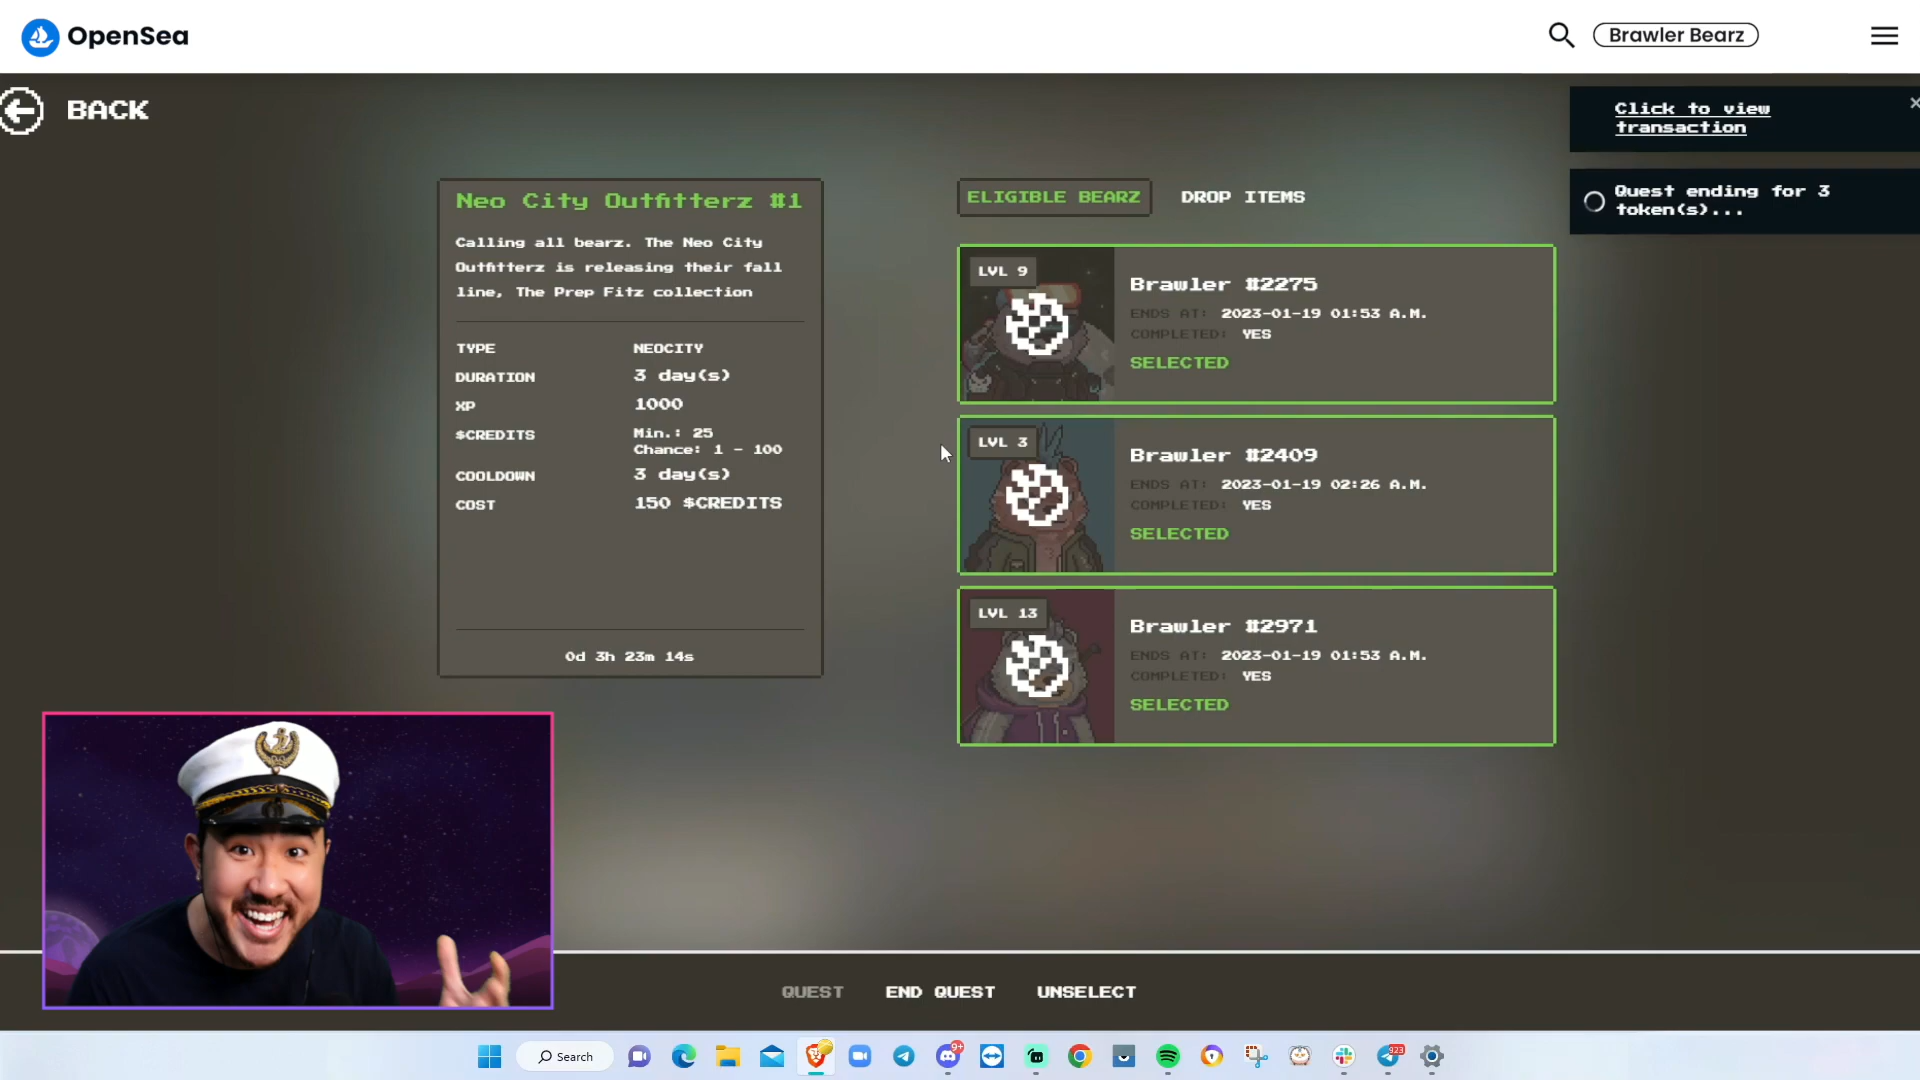 OpenSea
Brawler Bearz
BACK
Click to view
transaction
Quest ending for 3
token(s)...
Neo City Outfitterz #1
Calling all bearz. The Neo City
Outfitterz is releasing their fall
line, The Prep Fitz collection
TYPE NEOCITY
DURATION 3 day(s)
XP 1000
$CREDITS Min.: 25
Chance: 1 - 100
COOLDOWN 3 day(s)
COST 150 $CREDITS
0d 3h 23m 14s
ELIGIBLE BEARZ DROP ITEMS
LVL 9
Brawler #2275
ENDS AT: 2023-01-19 01:53 A.M.
COMPLETED: YES
SELECTED
LVL 3
Brawler #2409
ENDS AT: 2023-01-19 02:26 A.M.
COMPLETED: YES
SELECTED
LVL 13
Brawler #2971
ENDS AT: 2023-01-19 01:53 A.M.
COMPLETED: YES
SELECTED
QUEST END QUEST UNSELECT
Search
9+
923